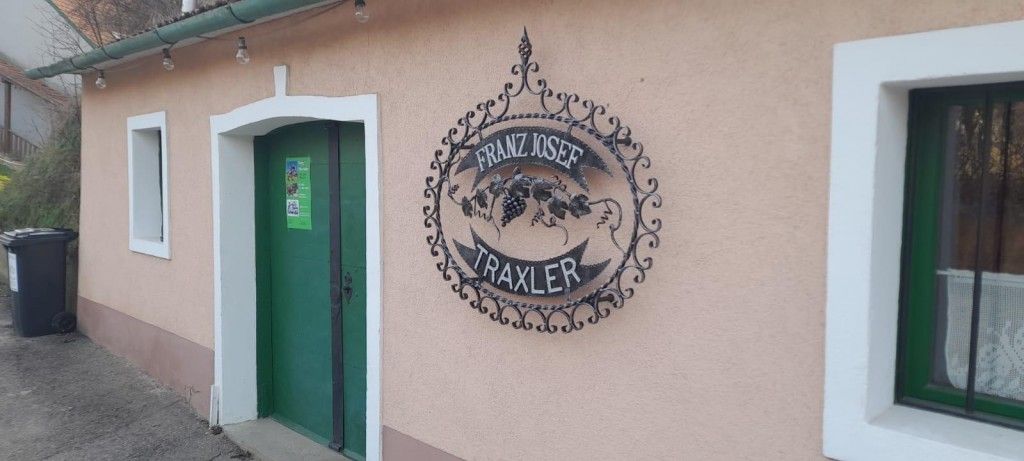 FRANZ JOSEF
TRAXLER